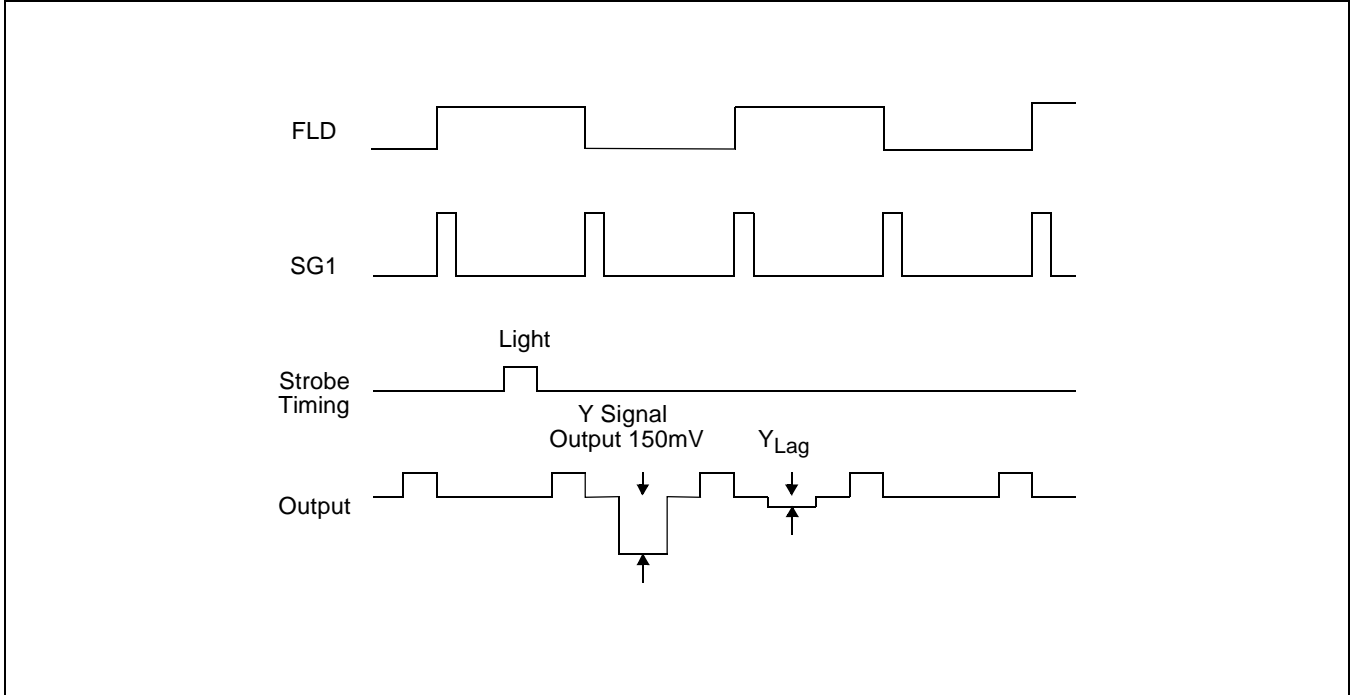 FLD
SG1
Light
Strobe
Timing
Y Signal
Output 150mV
YLag
Output